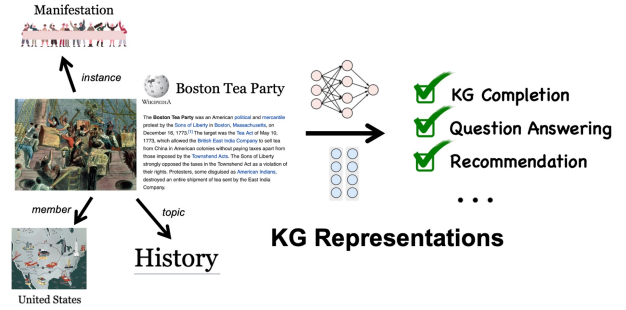 Manifestation
instance
WIKIPEDIA
Boston Tea Party
The Boston Tea Party was an American political and mercantile
protest by the Sons of Liberty in Boston, Massachusetts, on
December 16, 1773.[1] The target was the Tea Act of May 10,
1773, which allowed the British East India Company to sell tea
from China in American colonies without paying taxes apart from
those imposed by the Townshend Acts. The Sons of Liberty
strongly opposed the taxes in the Townshend Act as a violation of
their rights. Protesters, some disguised as American Indians,
destroyed an entire shipment of tea sent by the East India
Company.
member
topic
United States
History
KG Completion
Question Answering
Recommendation
...
KG Representations